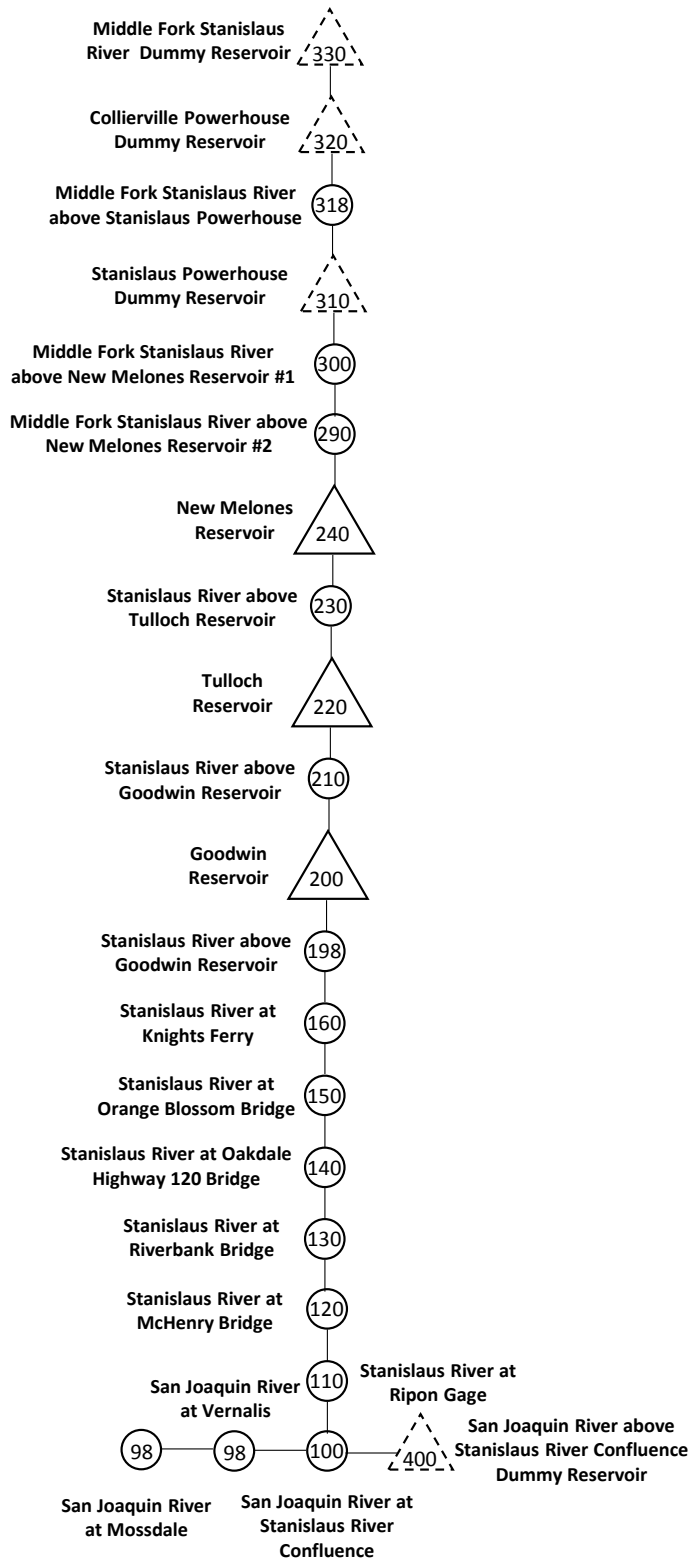 Middle Fork Stanislaus
River Dummy Reservoir
330
Collierville Powerhouse
Dummy Reservoir
320
Middle Fork Stanislaus River
above Stanislaus Powerhouse
318
Stanislaus Powerhouse
Dummy Reservoir
310
Middle Fork Stanislaus River
above New Melones Reservoir #1
300
Middle Fork Stanislaus River above
New Melones Reservoir #2
290
New Melones
Reservoir
240
Stanislaus River above
Tulloch Reservoir
230
Tulloch
Reservoir
220
Stanislaus River above
Goodwin Reservoir
210
Goodwin
Reservoir
200
Stanislaus River above
Goodwin Reservoir
198
Stanislaus River at
Knights Ferry
160
Stanislaus River at
Orange Blossom Bridge
150
Stanislaus River at Oakdale
Highway 120 Bridge
140
Stanislaus River at
Riverbank Bridge
130
Stanislaus River at
McHenry Bridge
120
110
Stanislaus River at
Ripon Gage
San Joaquin River
at Vernalis
98
98
100
400
San Joaquin River above
Stanislaus River Confluence
Dummy Reservoir
San Joaquin River
at Mossdale
San Joaquin River at
Stanislaus River
Confluence